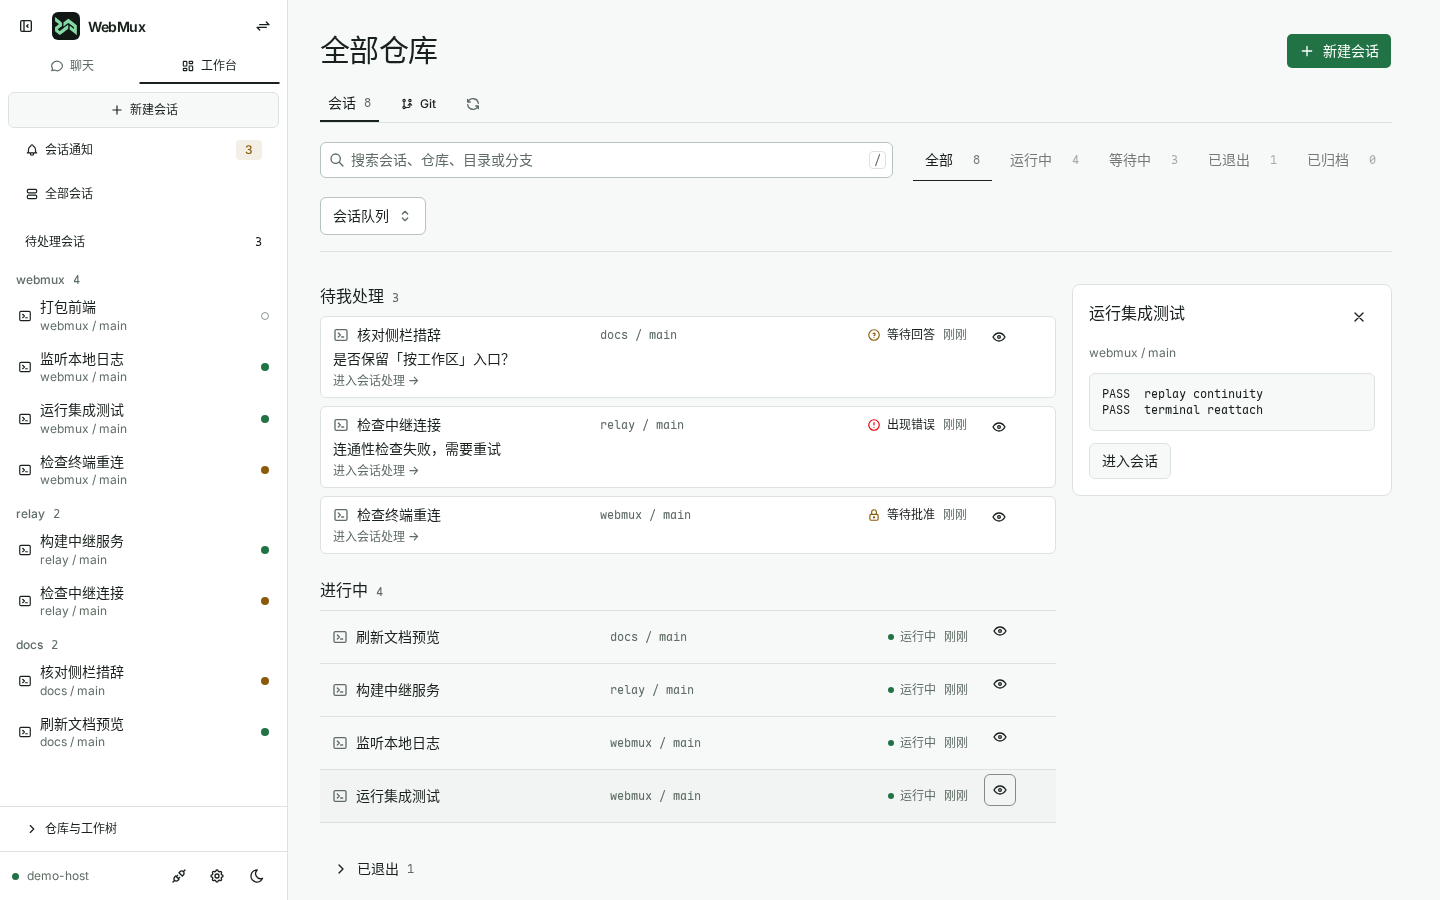 WebMux
聊天
工作台
新建会话
会话通知 3
全部会话
待处理会话 3
webmux 4
打包前端
webmux / main
监听本地日志
webmux / main
运行集成测试
webmux / main
检查终端重连
webmux / main
relay 2
构建中继服务
relay / main
检查中继连接
relay / main
docs 2
核对侧栏措辞
docs / main
刷新文档预览
docs / main
仓库与工作树
demo-host
全部仓库
新建会话
会话 8
Git
搜索会话、仓库、目录或分支 /
全部 8
运行中 4
等待中 3
已退出 1
已归档 0
会话队列
待我处理 3
核对侧栏措辞 docs / main 等待回答 刚刚
是否保留「按工作区」入口?
进入会话处理 →
检查中继连接 relay / main 出现错误 刚刚
连通性检查失败，需要重试
进入会话处理 →
检查终端重连 webmux / main 等待批准 刚刚
进入会话处理 →
进行中 4
刷新文档预览 docs / main 运行中 刚刚
构建中继服务 relay / main 运行中 刚刚
监听本地日志 webmux / main 运行中 刚刚
运行集成测试 webmux / main 运行中 刚刚
已退出 1
运行集成测试
webmux / main
PASS replay continuity
PASS terminal reattach
进入会话